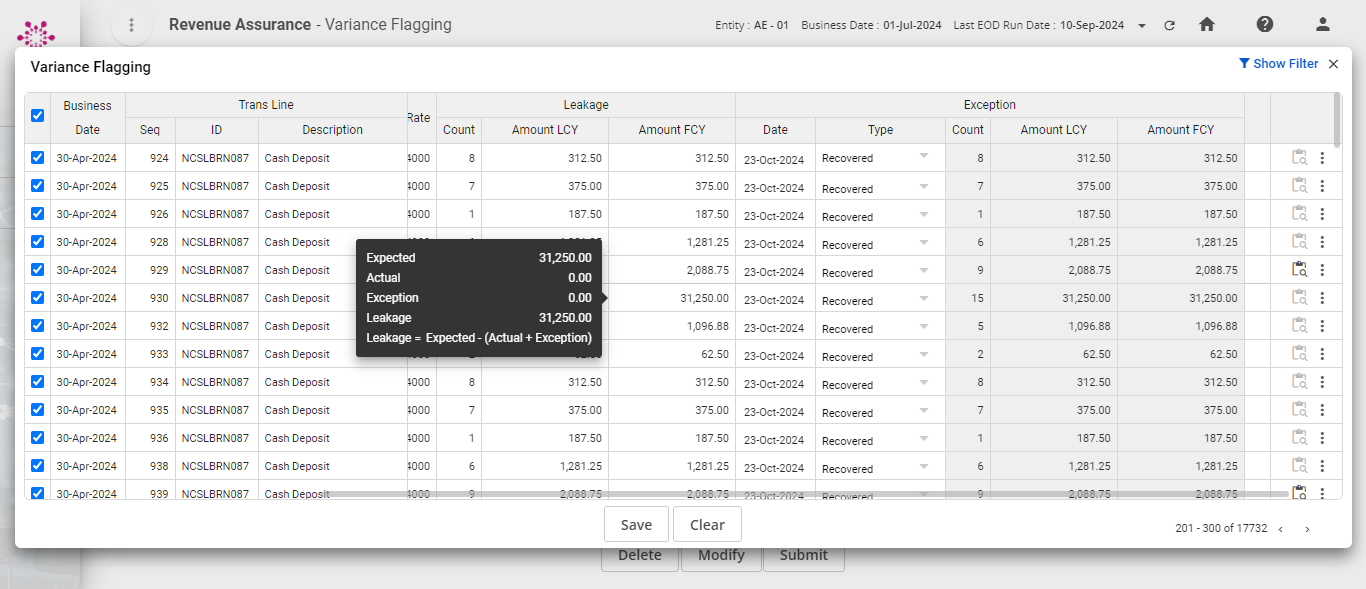 Revenue Assurance - Variance Flagging
Entity : AE - 01 Business Date : 01-Jul-2024 Last EOD Run Date : 10-Sep-2024
Variance Flagging
Show Filter
Business Date Trans Line Rate Leakage Exception
Seq ID Description Count Amount LCY Amount FCY Date Type Count Amount LCY Amount FCY
30-Apr-2024 924 NCSLBRN087 Cash Deposit 4000 8 312.50 312.50 23-Oct-2024 Recovered 8 312.50 312.50
30-Apr-2024 925 NCSLBRN087 Cash Deposit 4000 7 375.00 375.00 23-Oct-2024 Recovered 7 375.00 375.00
30-Apr-2024 926 NCSLBRN087 Cash Deposit 4000 1 187.50 187.50 23-Oct-2024 Recovered 1 187.50 187.50
30-Apr-2024 928 NCSLBRN087 Cash Deposit 1,281.25 23-Oct-2024 Recovered 6 1,281.25 1,281.25
30-Apr-2024 929 NCSLBRN087 Cash Deposit 2,088.75 23-Oct-2024 Recovered 9 2,088.75 2,088.75
30-Apr-2024 930 NCSLBRN087 Cash Deposit 31,250.00 23-Oct-2024 Recovered 15 31,250.00 31,250.00
30-Apr-2024 932 NCSLBRN087 Cash Deposit 1,096.88 23-Oct-2024 Recovered 5 1,096.88 1,096.88
30-Apr-2024 933 NCSLBRN087 Cash Deposit 62.50 23-Oct-2024 Recovered 2 62.50 62.50
Expected 31,250.00
Actual 0.00
Exception 0.00
Leakage 31,250.00
Leakage = Expected - (Actual + Exception)
30-Apr-2024 934 NCSLBRN087 Cash Deposit 4000 8 312.50 312.50 23-Oct-2024 Recovered 8 312.50 312.50
30-Apr-2024 935 NCSLBRN087 Cash Deposit 4000 7 375.00 375.00 23-Oct-2024 Recovered 7 375.00 375.00
30-Apr-2024 936 NCSLBRN087 Cash Deposit 4000 1 187.50 187.50 23-Oct-2024 Recovered 1 187.50 187.50
30-Apr-2024 938 NCSLBRN087 Cash Deposit 4000 6 1,281.25 1,281.25 23-Oct-2024 Recovered 6 1,281.25 1,281.25
30-Apr-2024 939 NCSLBRN087 Cash Deposit 4000 9 2,088.75 2,088.75 23-Oct-2024 Recovered 9 2,088.75 2,088.75
Save Clear
201 - 300 of 17732
Delete Modify Submit